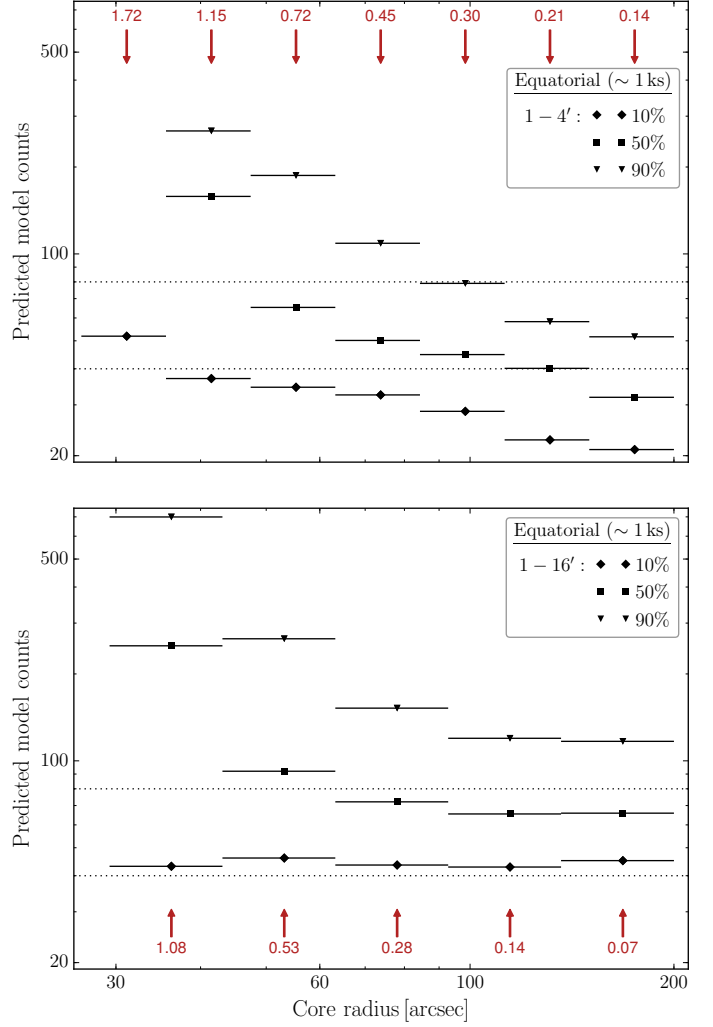 1.72 1.15 0.72 0.45 0.30 0.21 0.14
500
Equatorial (∼ 1 ks)
1 − 4′ : 10%
50%
90%
100
20
Predicted model counts
Equatorial (∼ 1 ks)
1 − 16′ : 10%
50%
90%
500
100
20
Predicted model counts
1.08 0.53 0.28 0.14 0.07
30 60 100 200
Core radius [arcsec]